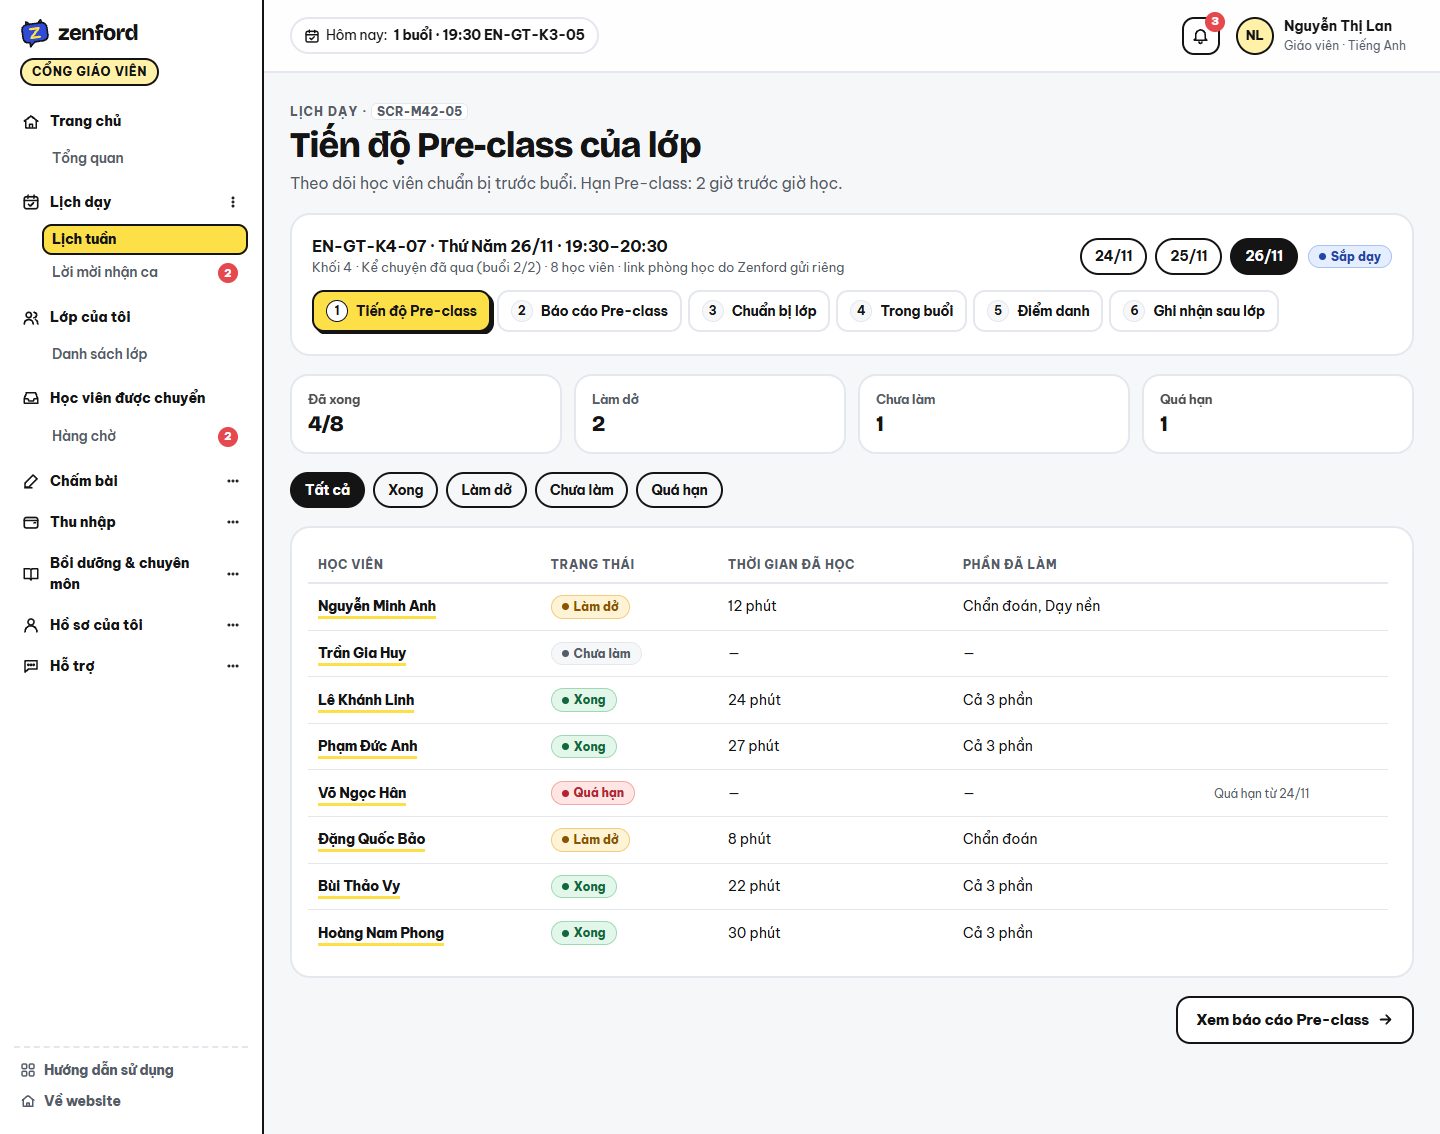 zenford
CỔNG GIÁO VIÊN
Trang chủ
Tổng quan
Lịch dạy
Lịch tuần
Lời mời nhận ca 2
Lớp của tôi
Danh sách lớp
Học viên được chuyển
Hàng chờ 2
Chấm bài
Thu nhập
Bồi dưỡng & chuyên
môn
Hồ sơ của tôi
Hỗ trợ
Hướng dẫn sử dụng
Về website
Hôm nay: 1 buổi · 19:30 EN-GT-K3-05
3
NL
Nguyễn Thị Lan
Giáo viên · Tiếng Anh
LỊCH DẠY · SCR-M42-05
Tiến độ Pre-class của lớp
Theo dõi học viên chuẩn bị trước buổi. Hạn Pre-class: 2 giờ trước giờ học.
EN-GT-K4-07 · Thứ Năm 26/11 · 19:30–20:30
Khối 4 · Kể chuyện đã qua (buổi 2/2) · 8 học viên · link phòng học do Zenford gửi riêng
24/11 25/11 26/11 Sắp dạy
1 Tiến độ Pre-class 2 Báo cáo Pre-class 3 Chuẩn bị lớp 4 Trong buổi 5 Điểm danh 6 Ghi nhận sau lớp
Đã xong Làm dở Chưa làm Quá hạn
4/8 2 1 1
Tất cả Xong Làm dở Chưa làm Quá hạn
HỌC VIÊN TRẠNG THÁI THỜI GIAN ĐÃ HỌC PHẦN ĐÃ LÀM
Nguyễn Minh Anh Làm dở 12 phút Chẩn đoán, Dạy nền
Trần Gia Huy Chưa làm — —
Lê Khánh Linh Xong 24 phút Cả 3 phần
Phạm Đức Anh Xong 27 phút Cả 3 phần
Võ Ngọc Hân Quá hạn — — Quá hạn từ 24/11
Đặng Quốc Bảo Làm dở 8 phút Chẩn đoán
Bùi Thảo Vy Xong 22 phút Cả 3 phần
Hoàng Nam Phong Xong 30 phút Cả 3 phần
Xem báo cáo Pre-class →